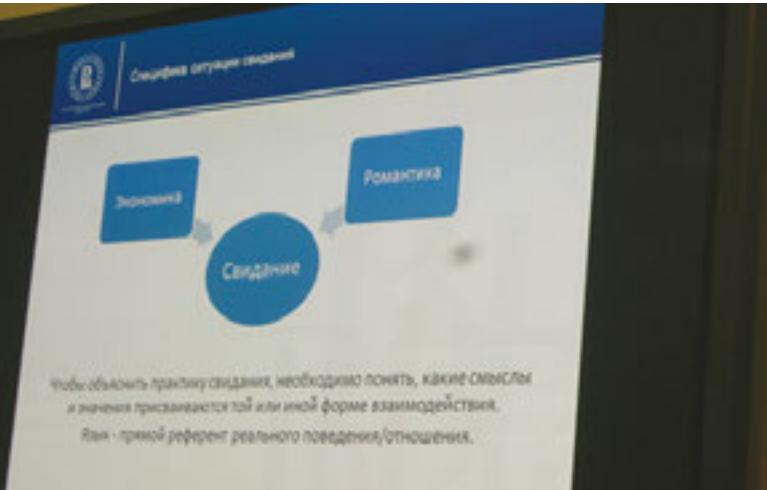 Специфика ситуации свидания
Экономика
Романтика
Свидание
Чтобы объяснить практику свидания, необходимо понять, какие смыслы
и значения присваиваются той или иной форме взаимодействия.
Язык - прямой референт реального поведения/отношения.